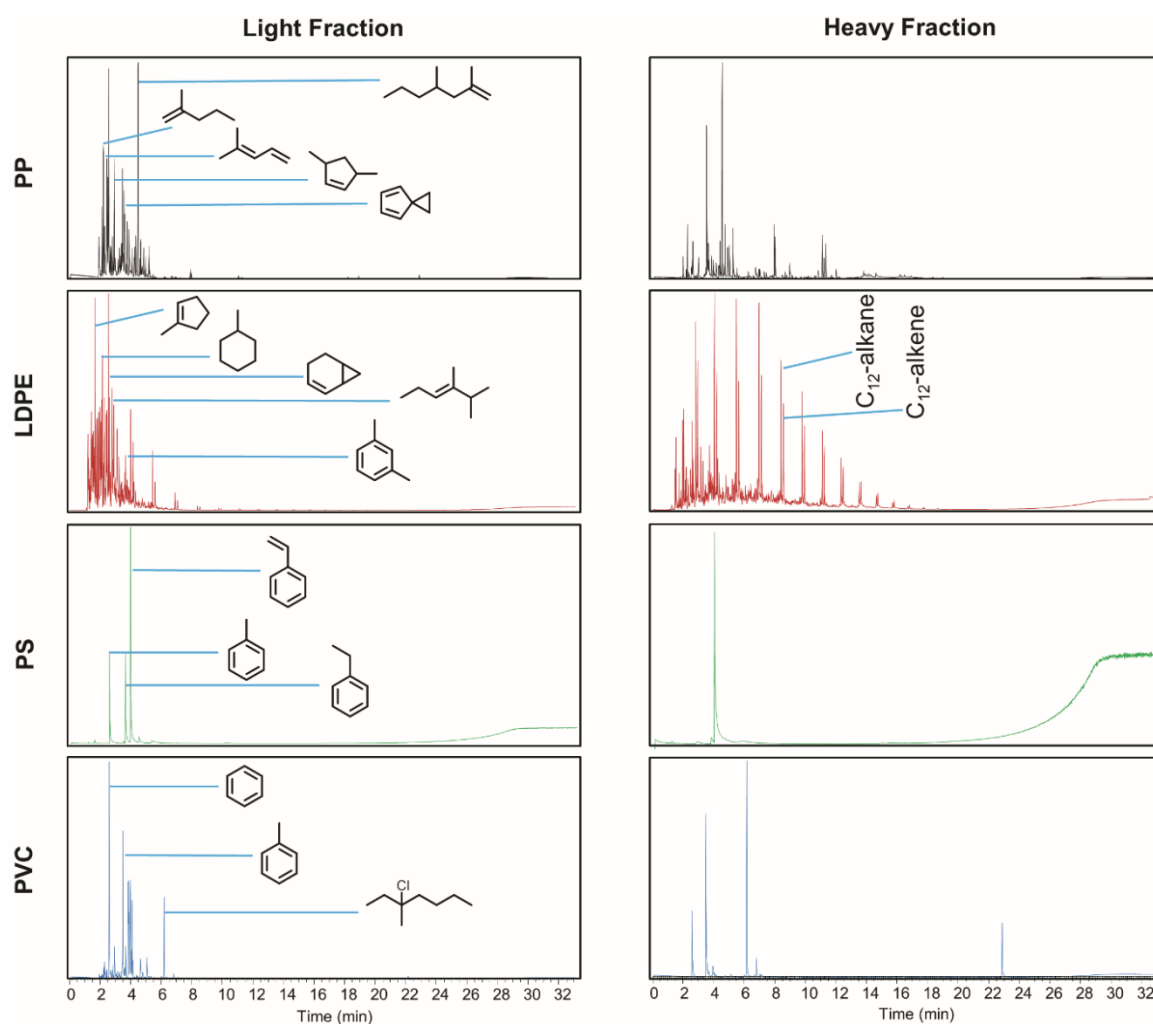 Light Fraction
Heavy Fraction
PP
LDPE
C12-alkane
C12-alkene
PS
PVC
Cl
0 2 4 6 8 10 12 14 16 18 20 22 24 26 28 30 32
Time (min)
0 2 4 6 8 10 12 14 16 18 20 22 24 26 28 30 32
Time (min)